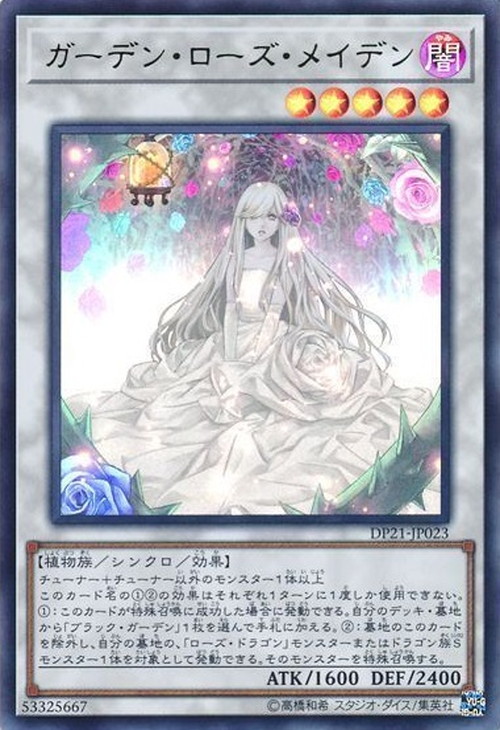 ガーデン・ローズ・メイデン
闇
DP21-JP023
【植物族／シンクロ／効果】
チューナー＋チューナー以外のモンスター1体以上
このカード名の①②の効果はそれぞれ1ターンに1度しか使用できない。
①：このカードが特殊召喚に成功した場合に発動できる。自分のデッキ・墓地
から「ブラック・ガーデン」1枚を選んで手札に加える。②：墓地のこのカード
を除外し、自分の墓地の、「ローズ・ドラゴン」モンスターまたはドラゴン族S
モンスター1体を対象として発動できる。そのモンスターを特殊召喚する。
ATK/1600 DEF/2400
53325667 ©高橋和希 スタジオ・ダイス/集英社